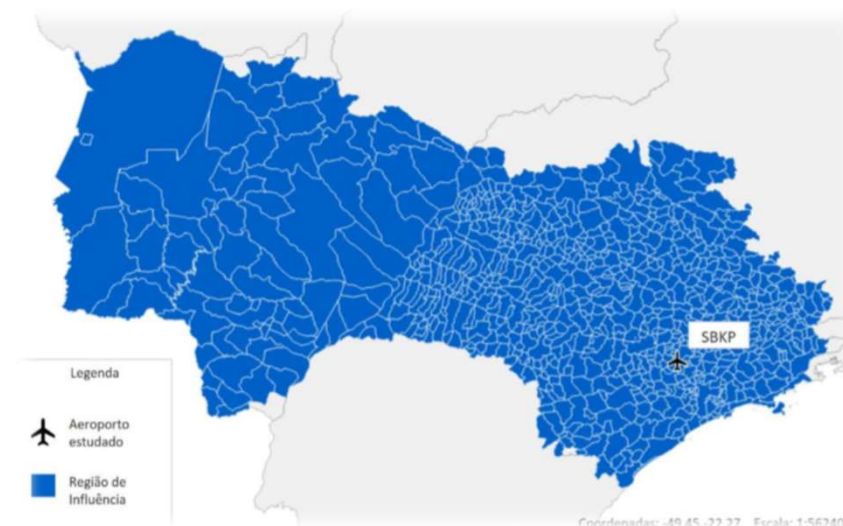 SBKP
Legenda
Aeroporto
estudado
Região de
Influência
Coordenadas: -49.45,-22.27 Escala: 1:56240